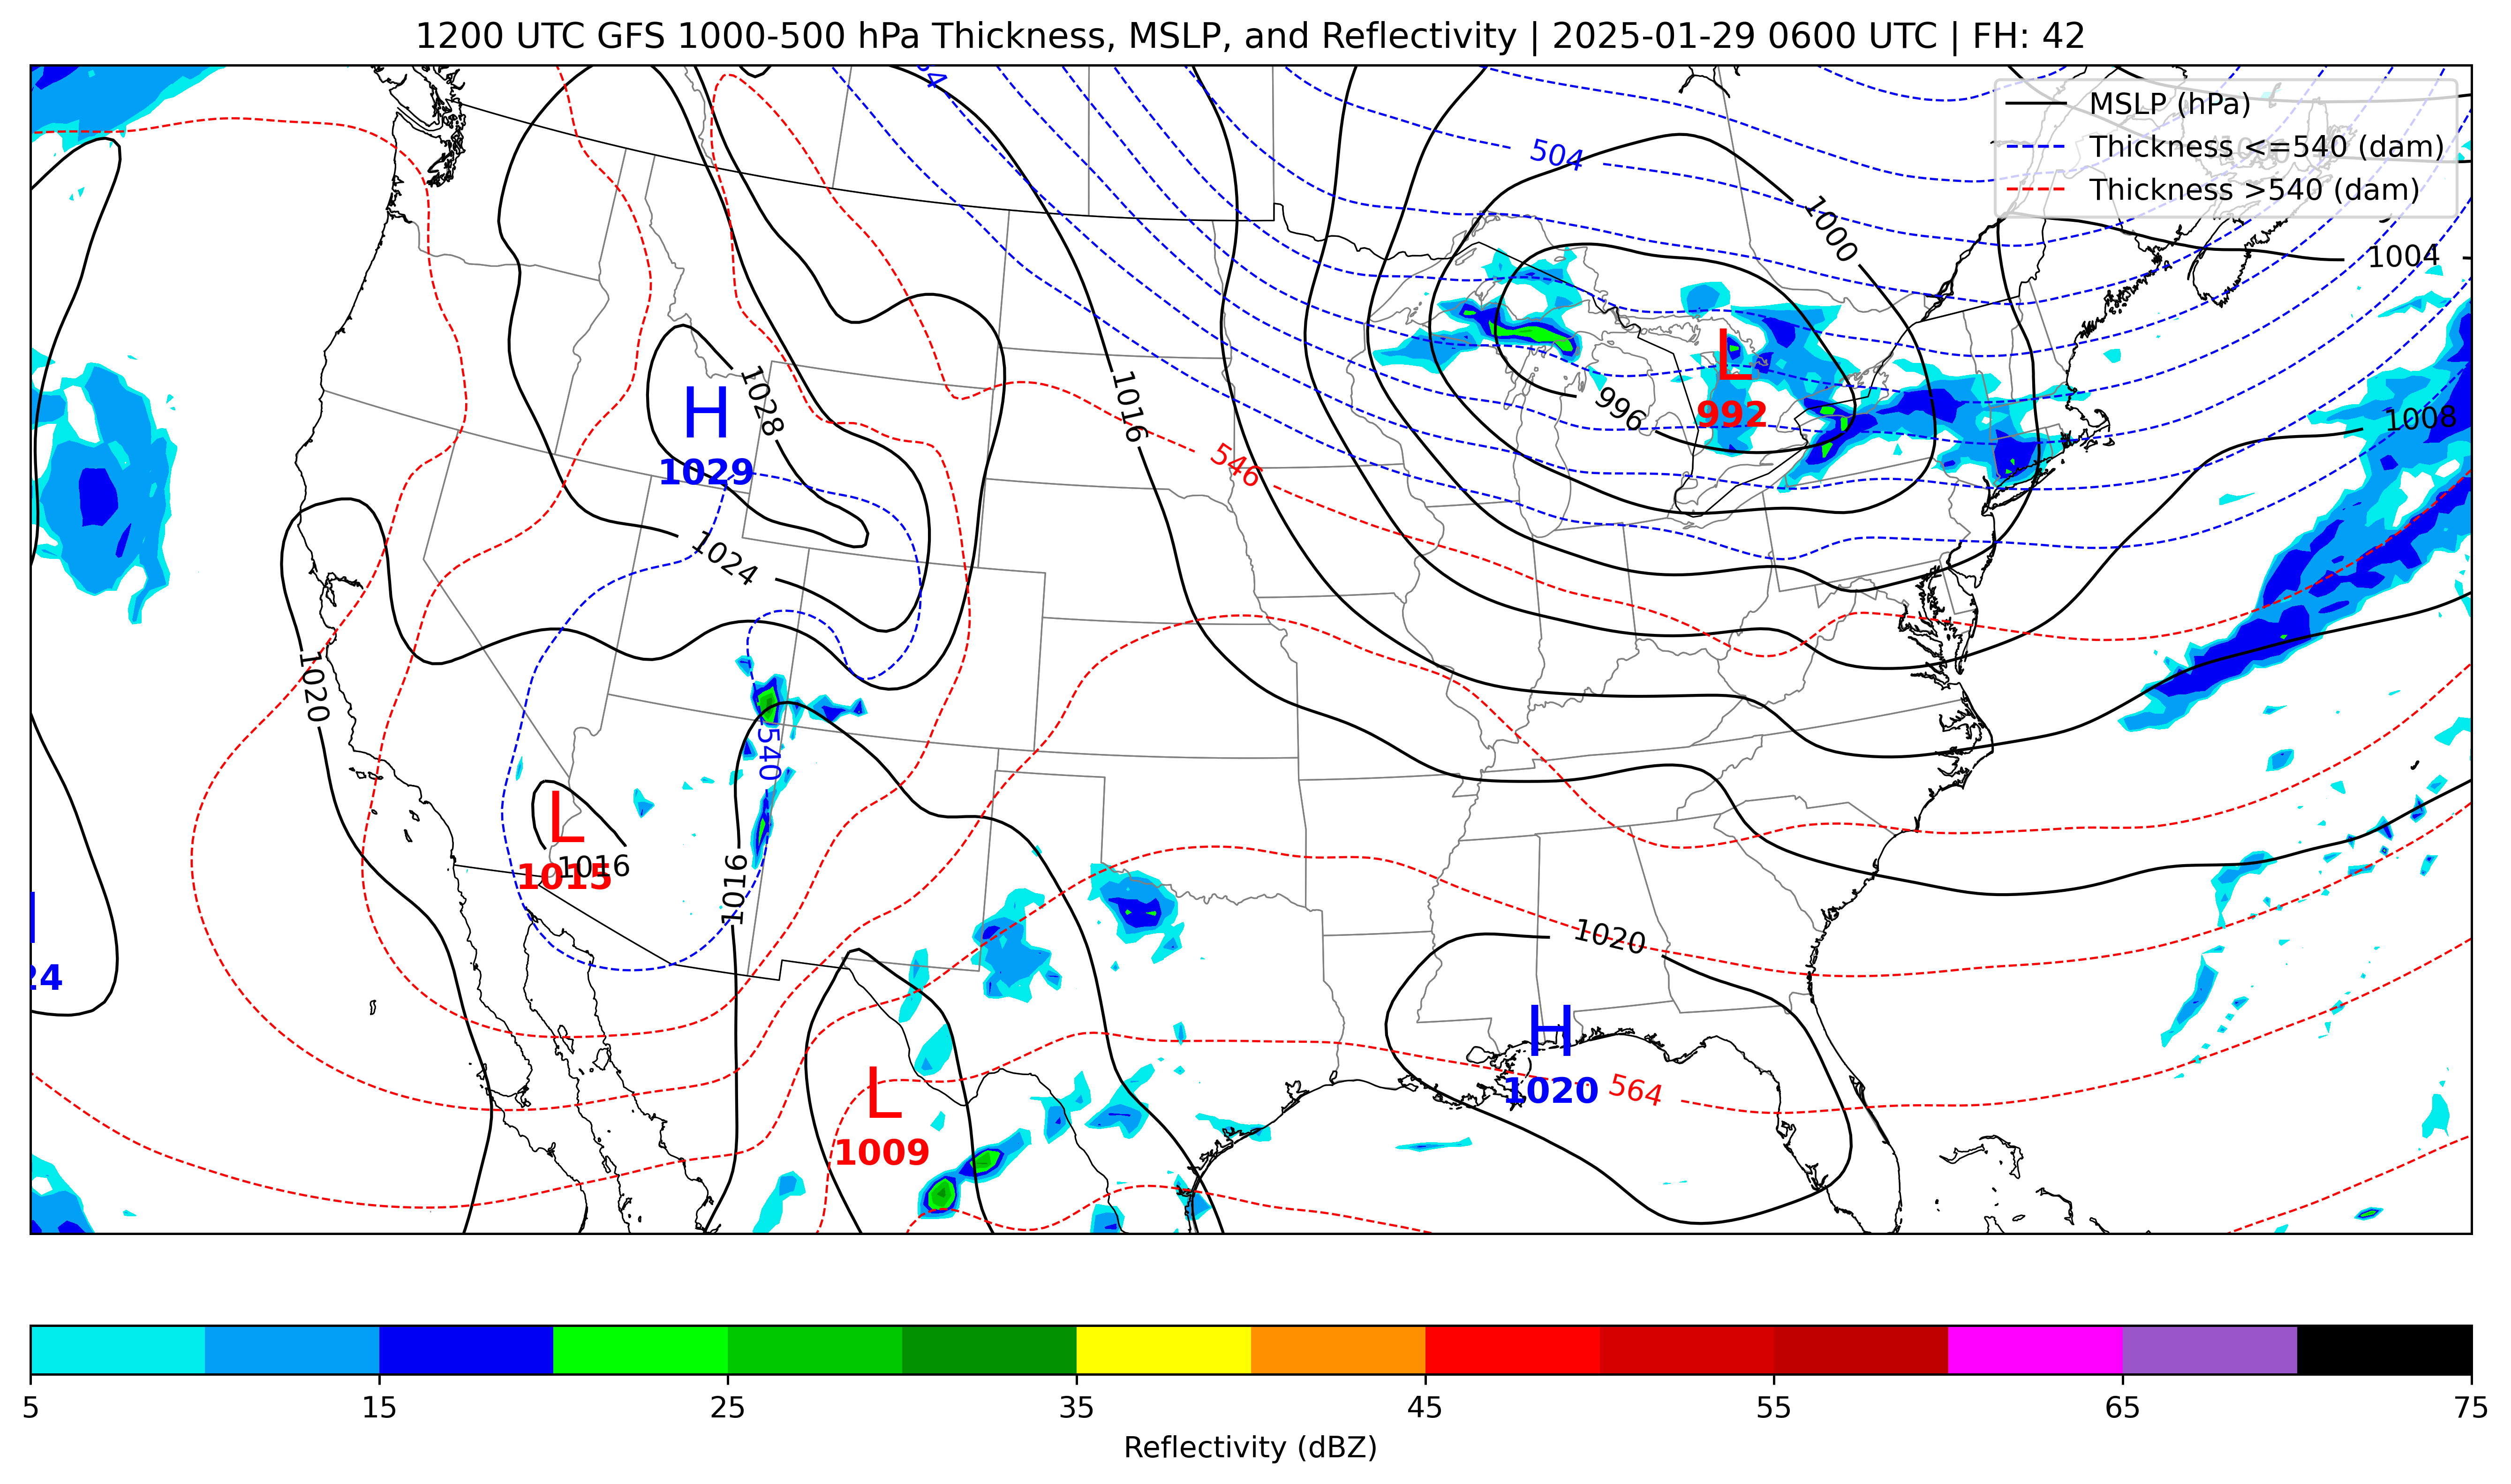 1200 UTC GFS 1000-500 hPa Thickness, MSLP, and Reflectivity | 2025-01-29 0600 UTC | FH: 42
MSLP (hPa)
Thickness <=540 (dam)
Thickness >540 (dam)
504
1000
1004
L
992
996
1008
1016
546
H
1029
1028
1024
1020
540
L
1015
1016
1016
24
1020
H
1020
564
L
1009
5
15
25
35
45
55
65
75
Reflectivity (dBZ)